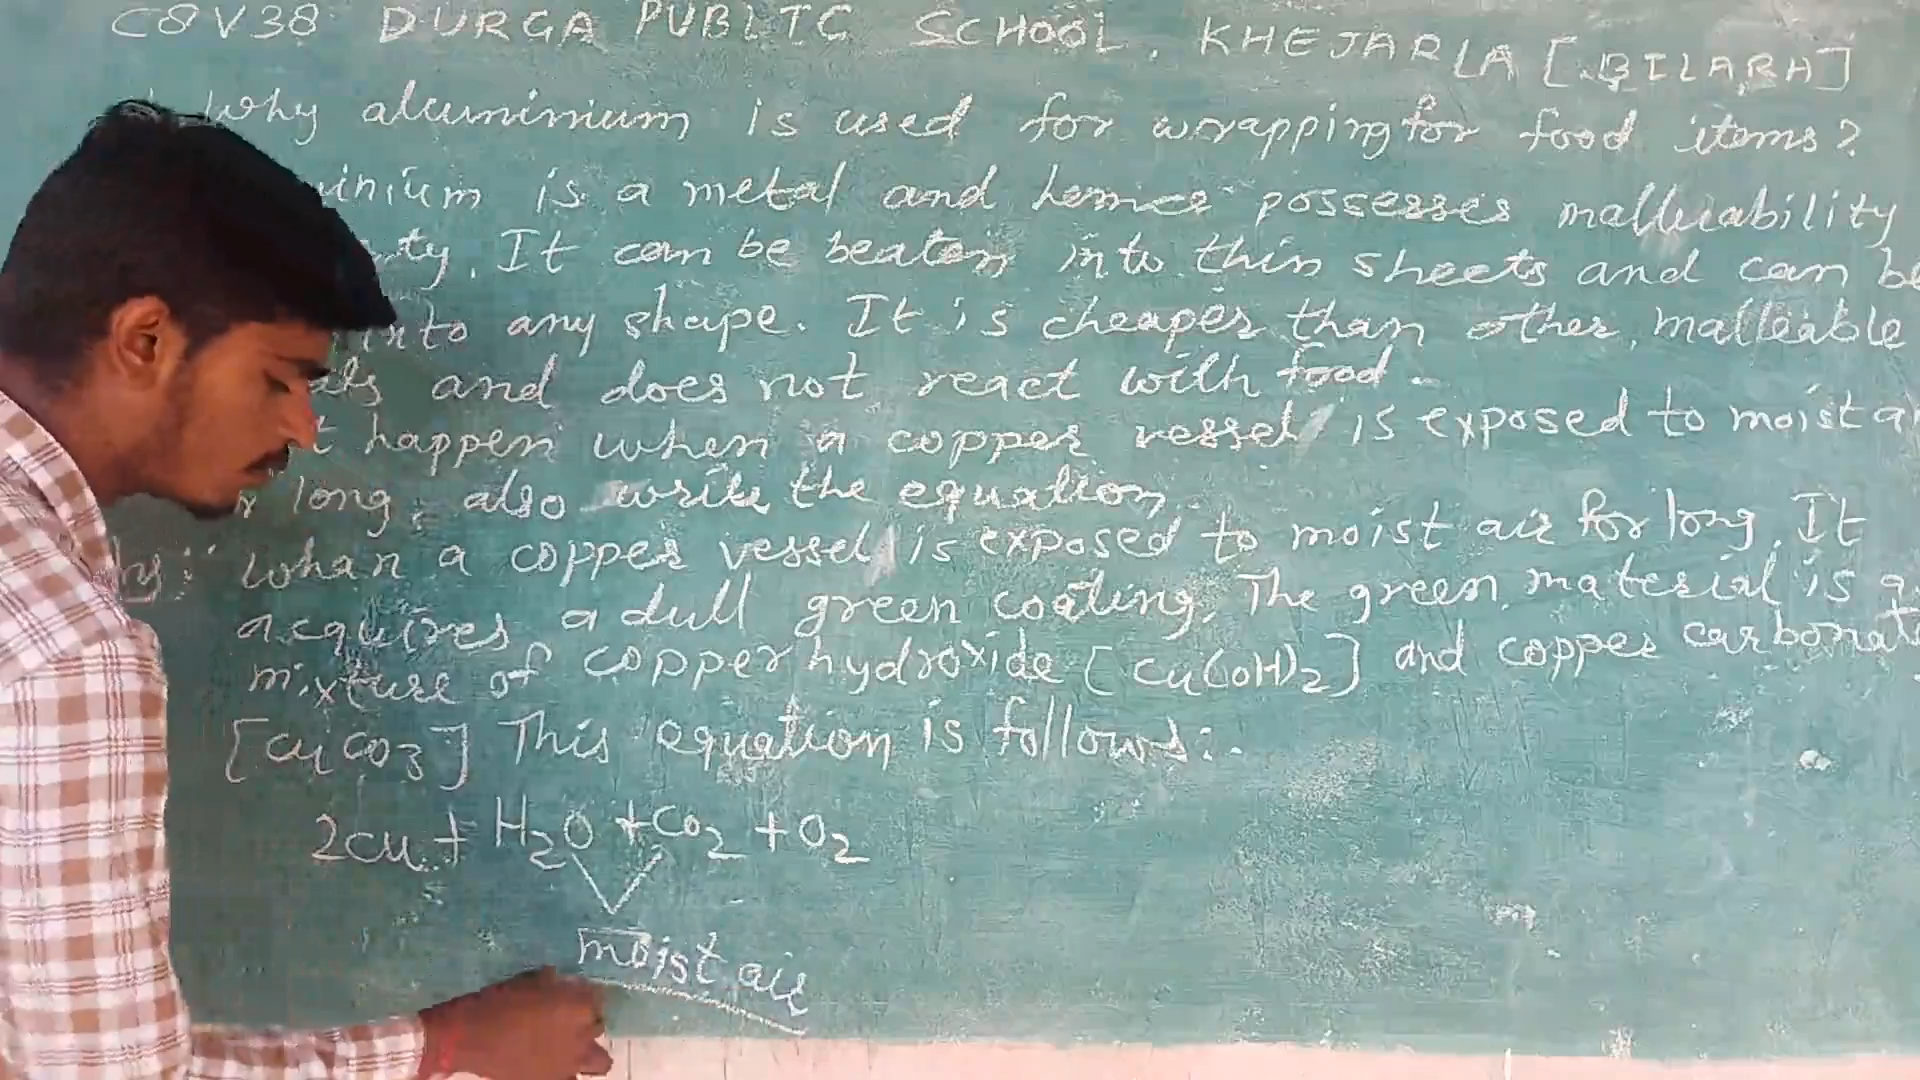 C8V38 DURGA PUBLIC SCHOOL, KHEJARLA [BILARA]
Why aluminium is used for wrapping for food items?
inium is a metal and hence possesses malleability
ty. It can be beaten into thin sheets and can be
into any shape. It is cheaper than other malleable
als and does not react with food.
t happen when a copper vessel is exposed to moist a
r long, also write the equation.
whan a copper vessel is exposed to moist air for long. It
acquires a dull green coating. The green material is a
mixture of copper hydroxide [Cu(OH)2] and copper carbonat
[CuCO3] This equation is follows:-
2Cu + H2O + CO2 + O2
moist air